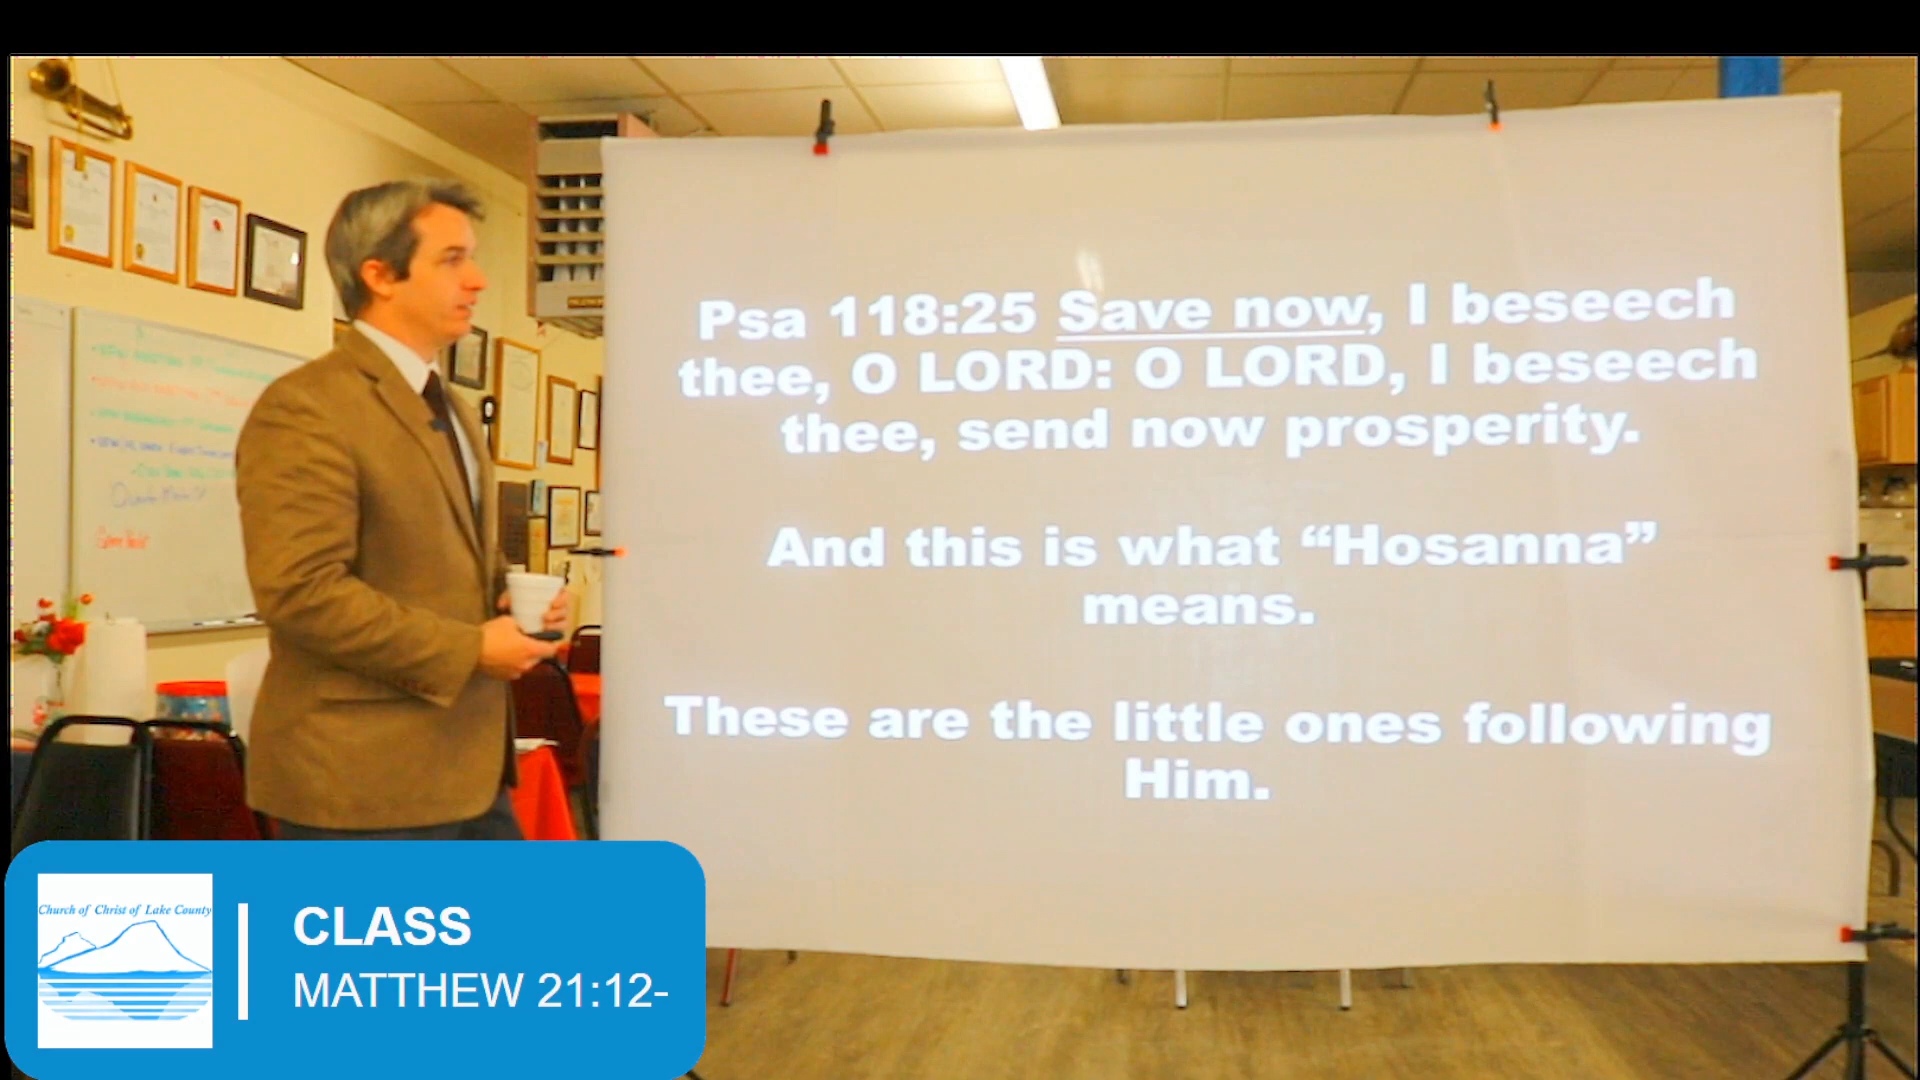 Psa 118:25 Save now, I beseech
thee, O LORD: O LORD, I beseech
thee, send now prosperity.
And this is what “Hosanna”
means.
These are the little ones following
Him.
Church of Christ of Lake County
CLASS
MATTHEW 21:12-